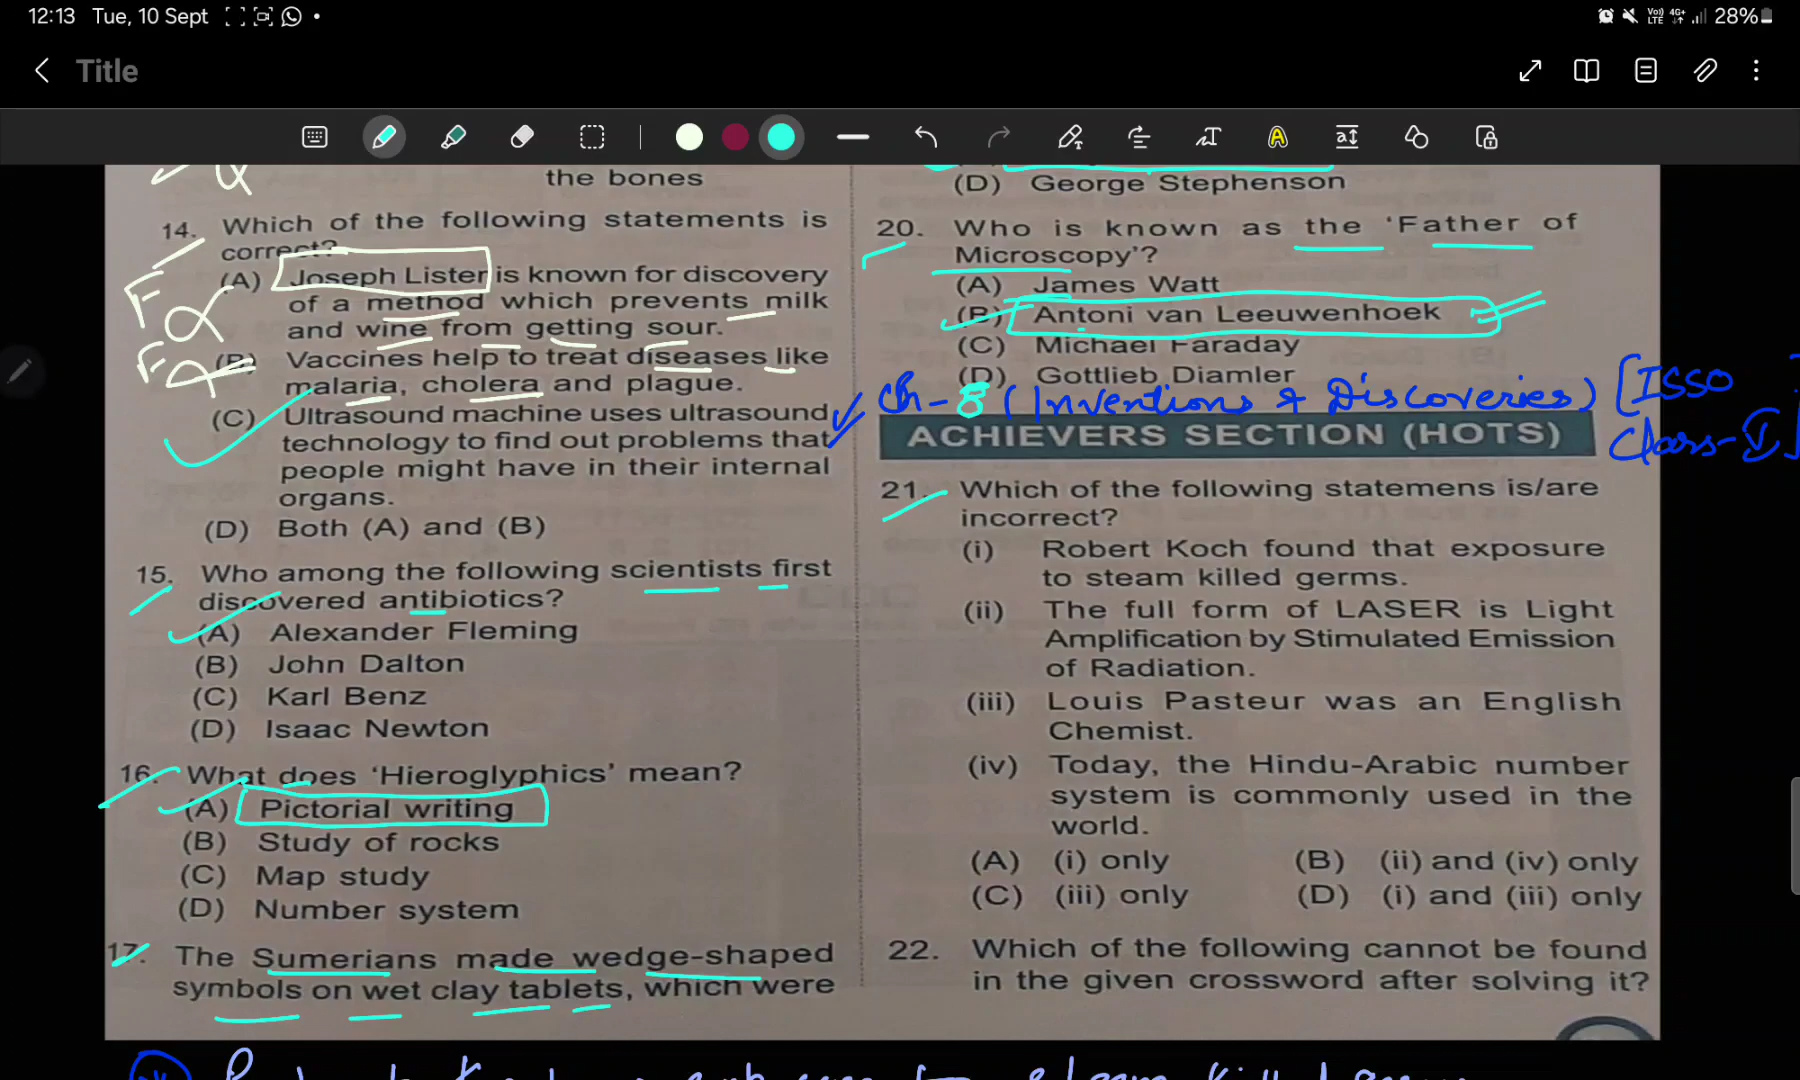 12:13 Tue, 10 Sept
Vo) LTE 4G+ 28%
Title
the bones
14. Which of the following statements is
correct?
(A) Joseph Lister is known for discovery
of a method which prevents milk
and wine from getting sour.
(B) Vaccines help to treat diseases like
malaria, cholera and plague.
(C) Ultrasound machine uses ultrasound
technology to find out problems that
people might have in their internal
organs.
(D) Both (A) and (B)
15. Who among the following scientists first
discovered antibiotics?
(A) Alexander Fleming
(B) John Dalton
(C) Karl Benz
(D) Isaac Newton
16. What does ‘Hieroglyphics’ mean?
(A) Pictorial writing
(B) Study of rocks
(C) Map study
(D) Number system
17. The Sumerians made wedge-shaped
symbols on wet clay tablets, which were
(D) George Stephenson
20. Who is known as the ‘Father of
Microscopy’?
(A) James Watt
(B) Antoni van Leeuwenhoek
(C) Michael Faraday
(D) Gottlieb Diamler
Ch-8 (Inventions & Discoveries) [ISSO
Class-
ACHIEVERS SECTION (HOTS)
21. Which of the following statemens is/are
incorrect?
(i) Robert Koch found that exposure
to steam killed germs.
(ii) The full form of LASER is Light
Amplification by Stimulated Emission
of Radiation.
(iii) Louis Pasteur was an English
Chemist.
(iv) Today, the Hindu-Arabic number
system is commonly used in the
world.
(A) (i) only (B) (ii) and (iv) only
(C) (iii) only (D) (i) and (iii) only
22. Which of the following cannot be found
in the given crossword after solving it?